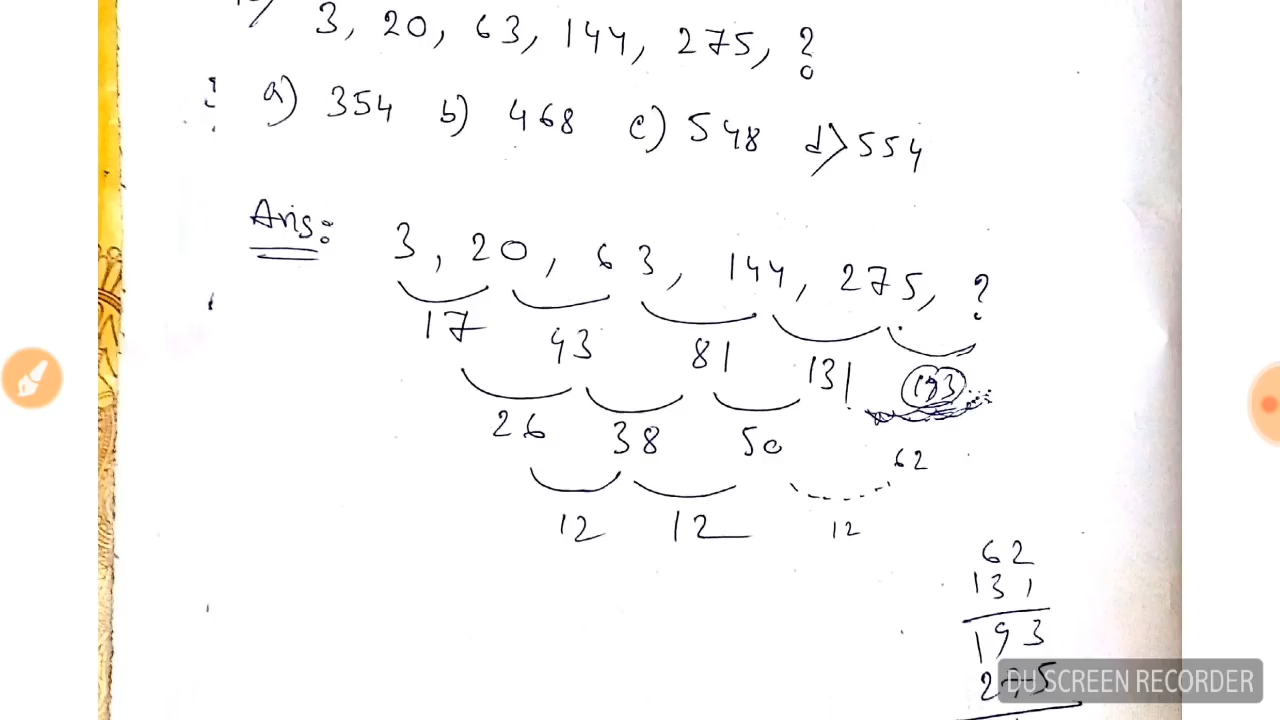 3, 20, 63, 144, 275, ?
a) 354 b) 468 c) 548 d) 554
Ans: 3, 20, 63, 144, 275, ?
17 43 81 131 193
26 38 50 62
12 12 12
62
131
193
275
DU SCREEN RECORDER